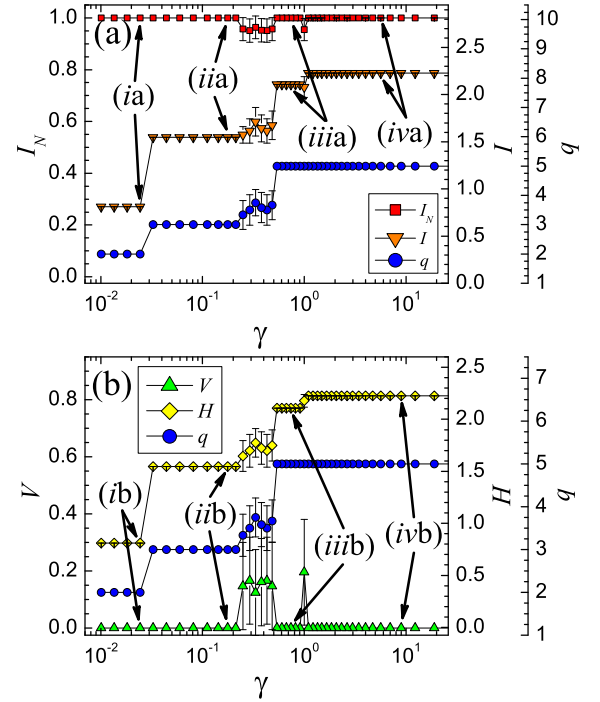 (a)
1.0
0.8
0.6
0.4
0.2
0.0
I_N
2.5
2.0
1.5
1.0
0.5
0.0
I
10
9
8
7
6
5
4
3
2
1
q
(ia)
(iia)
(iiia)
(iva)
I_N
I
q
10^-2 10^-1 10^0 10^1
γ
(b)
V
H
q
0.8
0.6
0.4
0.2
0.0
V
2.5
2.0
1.5
1.0
0.5
0.0
H
7
6
5
4
3
2
1
q
(ib)
(iib)
(iiib)
(ivb)
10^-2 10^-1 10^0 10^1
γ